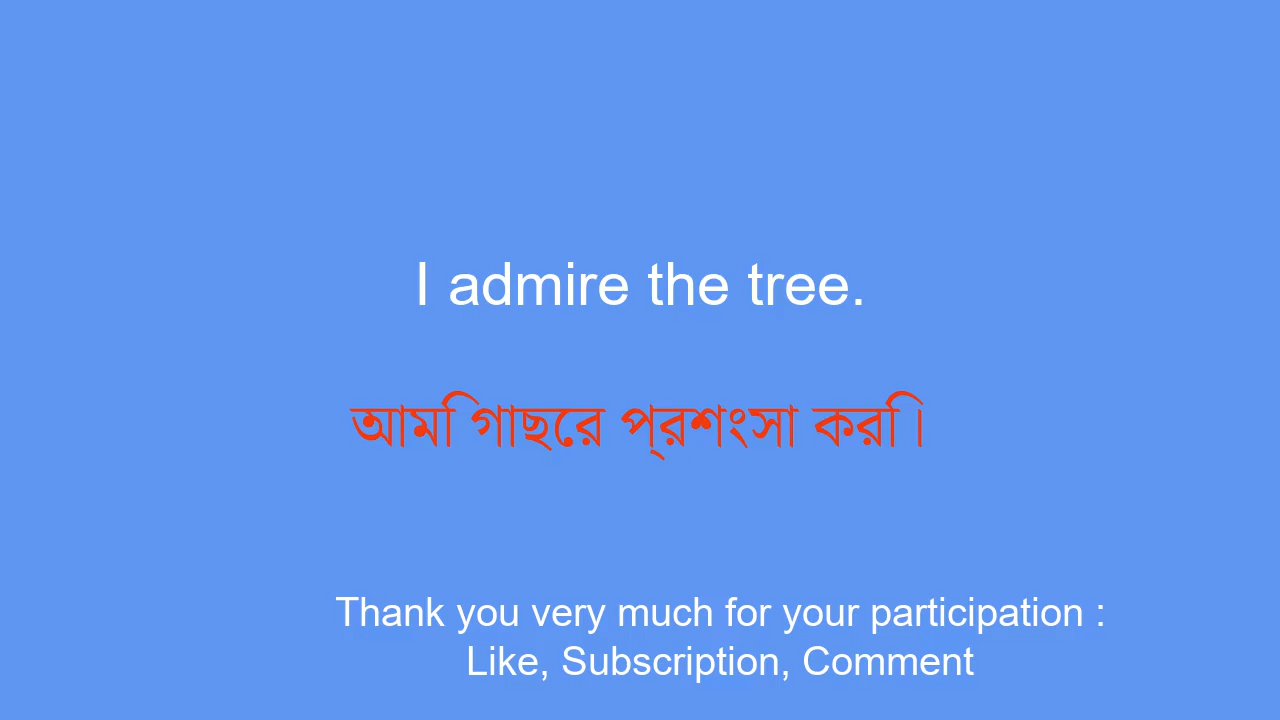 I admire the tree.
আমি গাছের প্রশংসা করি।
Thank you very much for your participation :
Like, Subscription, Comment